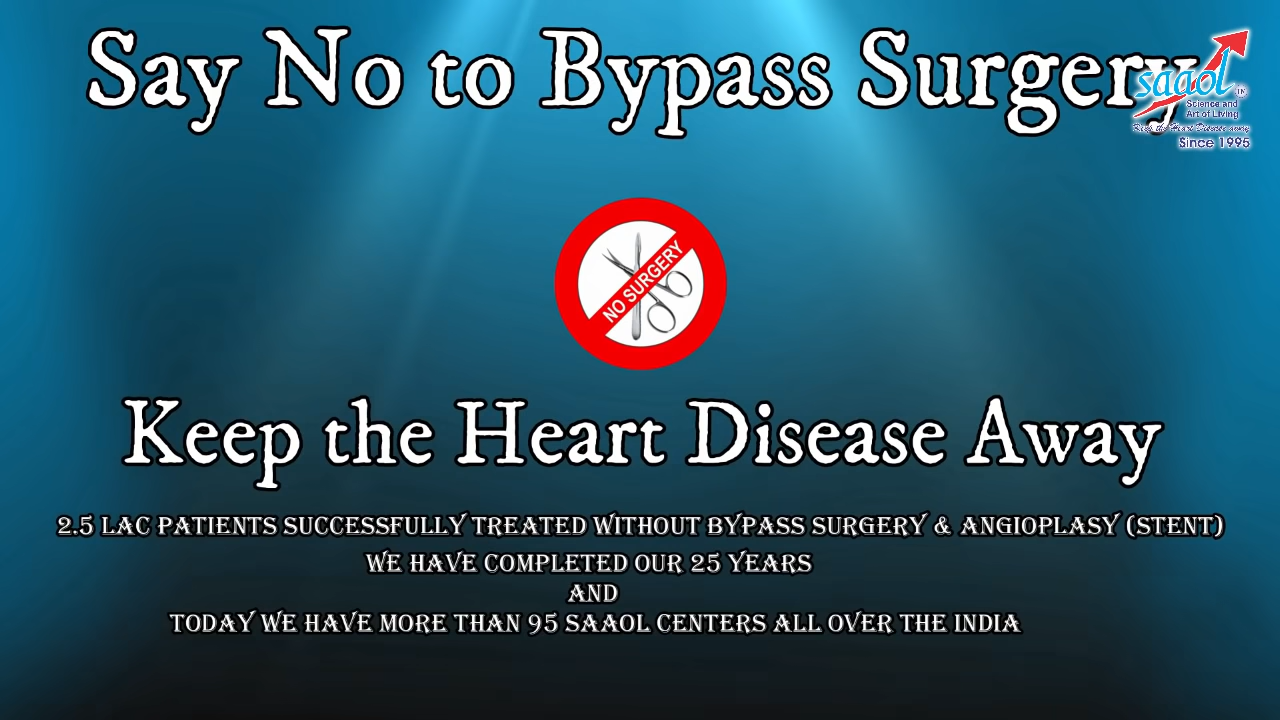 Say No to Bypass Surgery
saaol
Science and
Art of Living
Since 1995
NO SURGERY
Keep the Heart Disease Away
2.5 LAC PATIENTS SUCCESSFULLY TREATED WITHOUT BYPASS SURGERY & ANGIOPLASY (STENT)
WE HAVE COMPLETED OUR 25 YEARS
AND
TODAY WE HAVE MORE THAN 95 SAAOL CENTERS ALL OVER THE INDIA